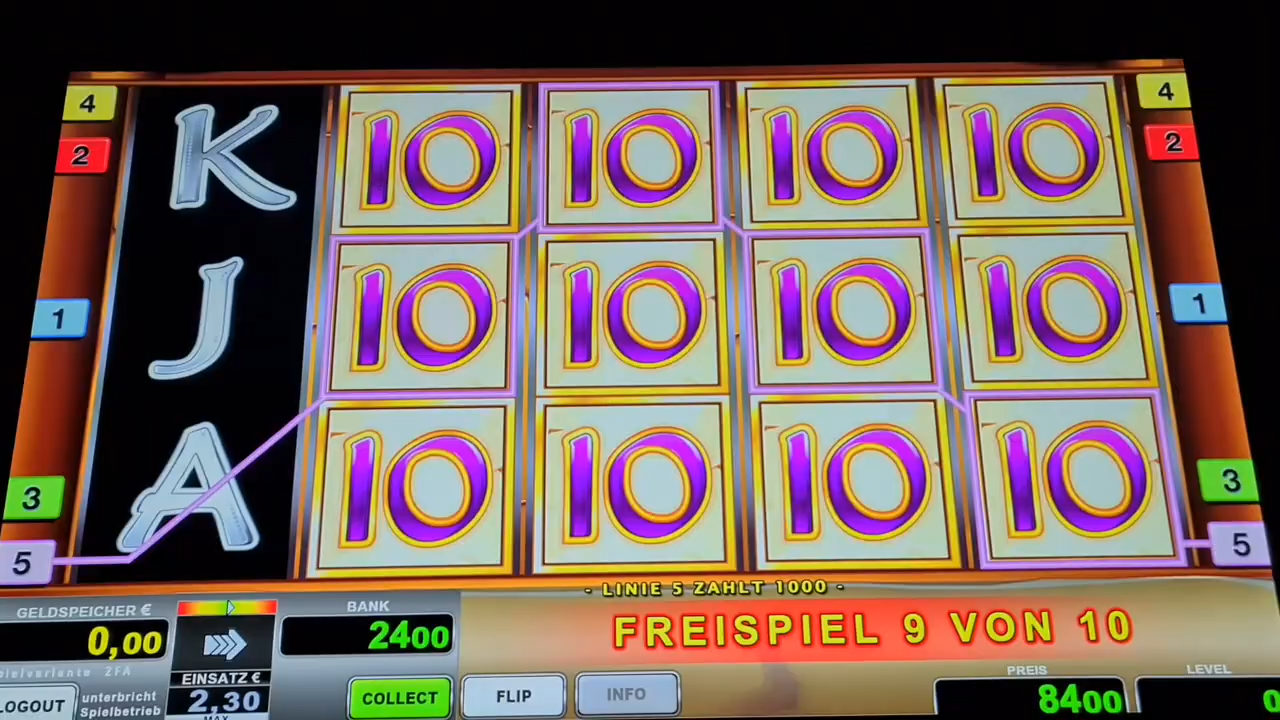 4 4
2 2
K 10 10 10 10
1 1
J 10 10 10 10
3 3
A 10 10 10 10
5 5
- LINIE 5 ZAHLT 1000 -
FREISPIEL 9 VON 10
GELDSPEICHER €
0,00
BANK
2400
EINSATZ €
2,30
MAX
2FA
LOGOUT
unterbricht
Spielbetrieb
COLLECT
FLIP
INFO
PREIS
8400
LEVEL